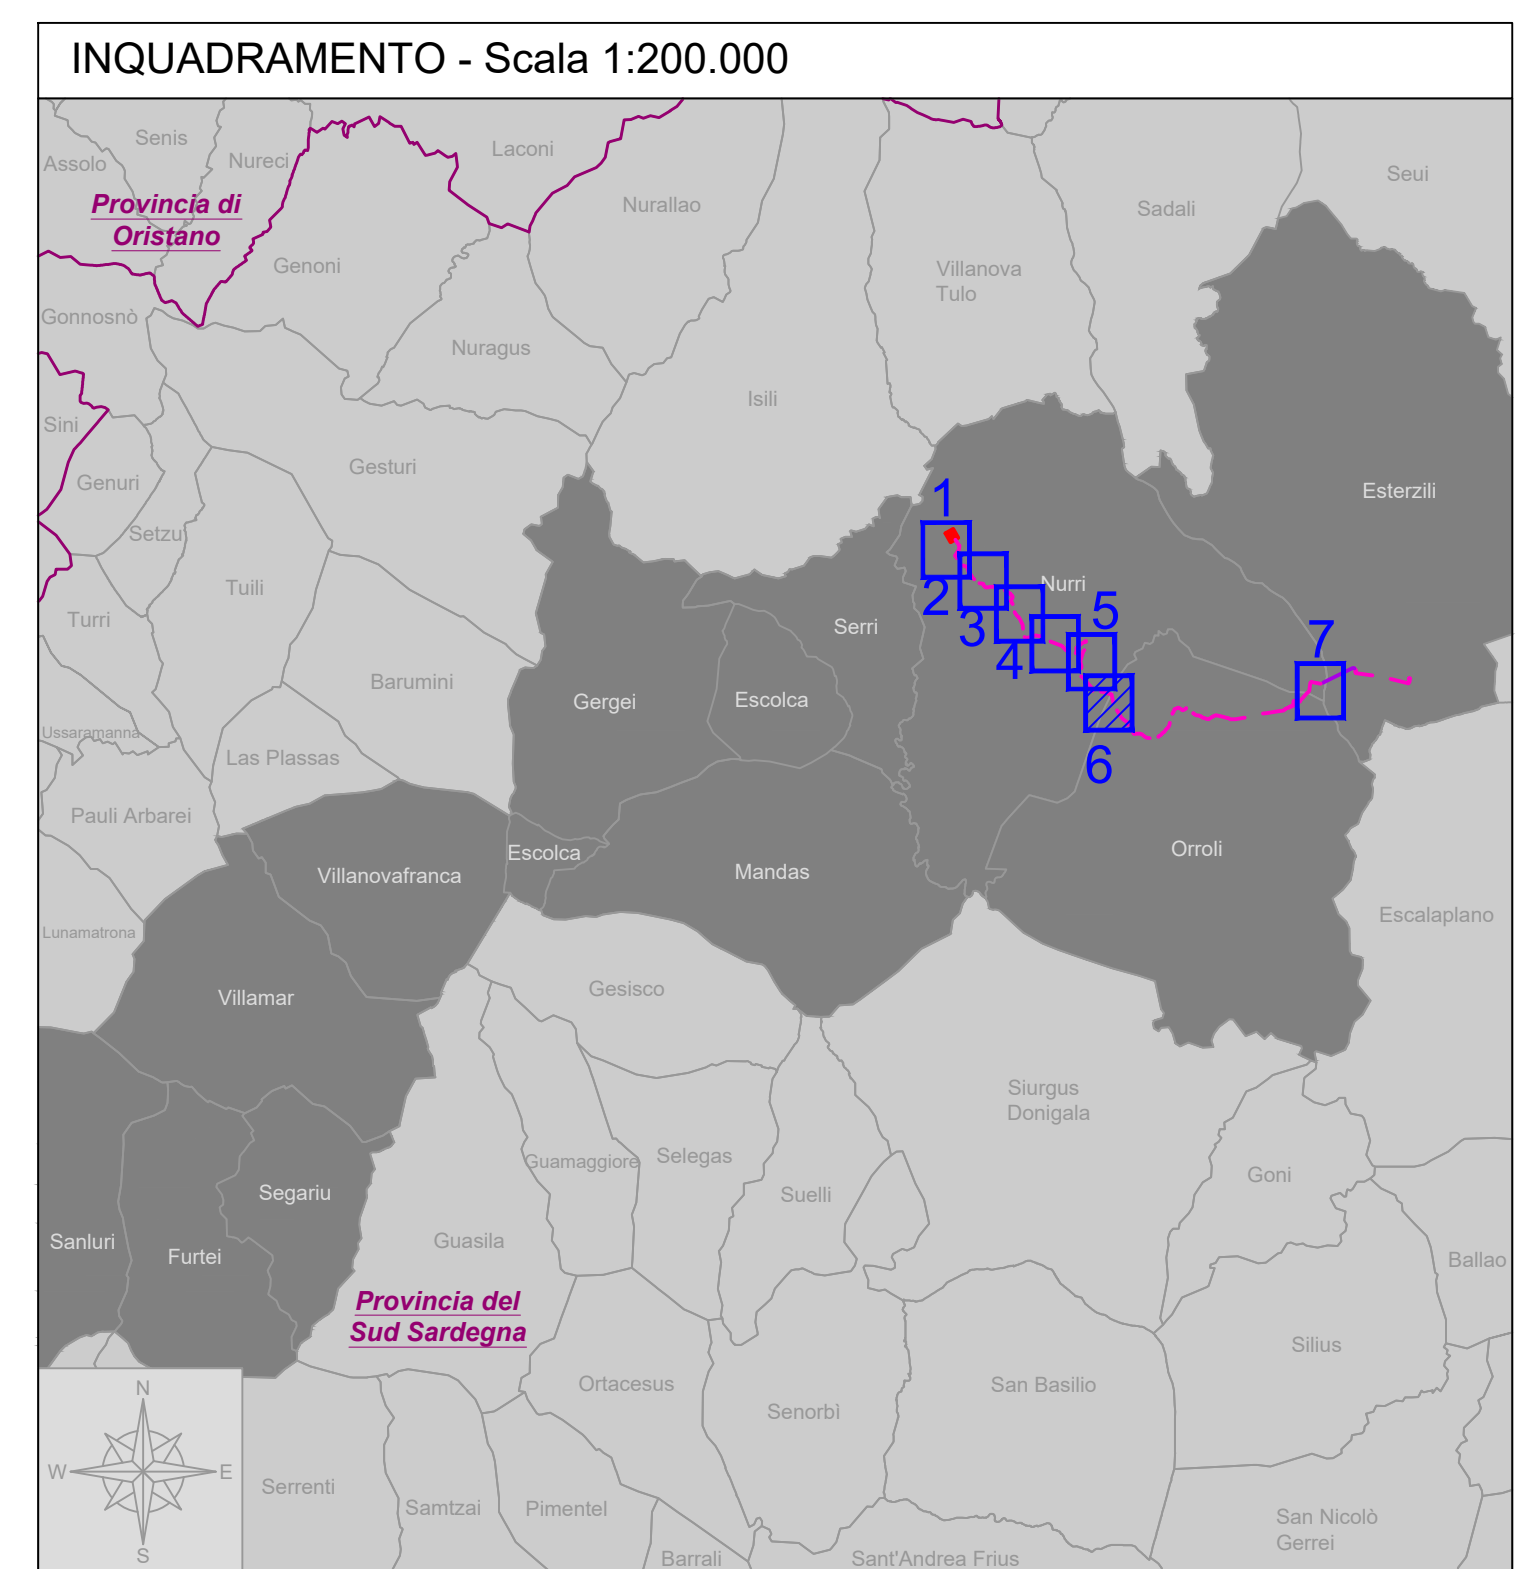 INQUADRAMENTO - Scala 1:200.000
Senis
Assolo
Nureci
Laconi
Seui
Provincia di
Oristano
Nurallao
Sadali
Genoni
Villanova
Tulo
Gonnosnò
Nuragus
Isili
Sini
Gesturi
Genuri
Esterzili
1
Setzu
Tuili
Nurri
2
5
Turri
Serri
3
7
4
Barumini
Gergei
Escolca
Ussaramanna
Las Plassas
6
Pauli Arbarei
Escolca
Orroli
Villanovafranca
Mandas
Escalaplano
Lunamatrona
Villamar
Gesisco
Siurgus
Donigala
Guamaggiore
Selegas
Goni
Segariu
Suelli
Sanluri
Furtei
Guasila
Ballao
Provincia del
Sud Sardegna
Silius
Ortacesus
San Basilio
Senorbì
N
W
E
S
Serrenti
Samtzai
Pimentel
San Nicolò
Gerrei
Barrali
Sant'Andrea Frius